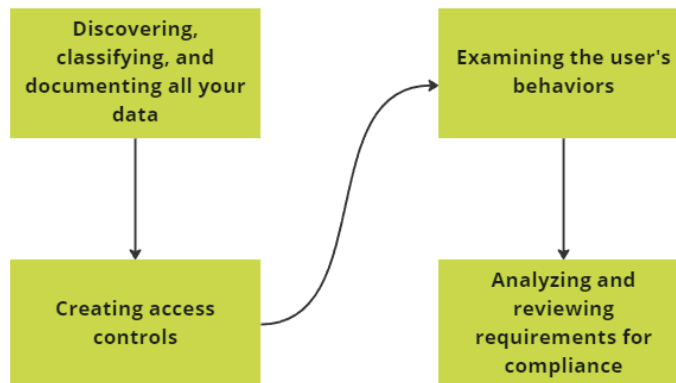 Discovering,
classifying, and
documenting all your
data
Creating access
controls
Examining the user's
behaviors
Analyzing and
reviewing
requirements for
compliance